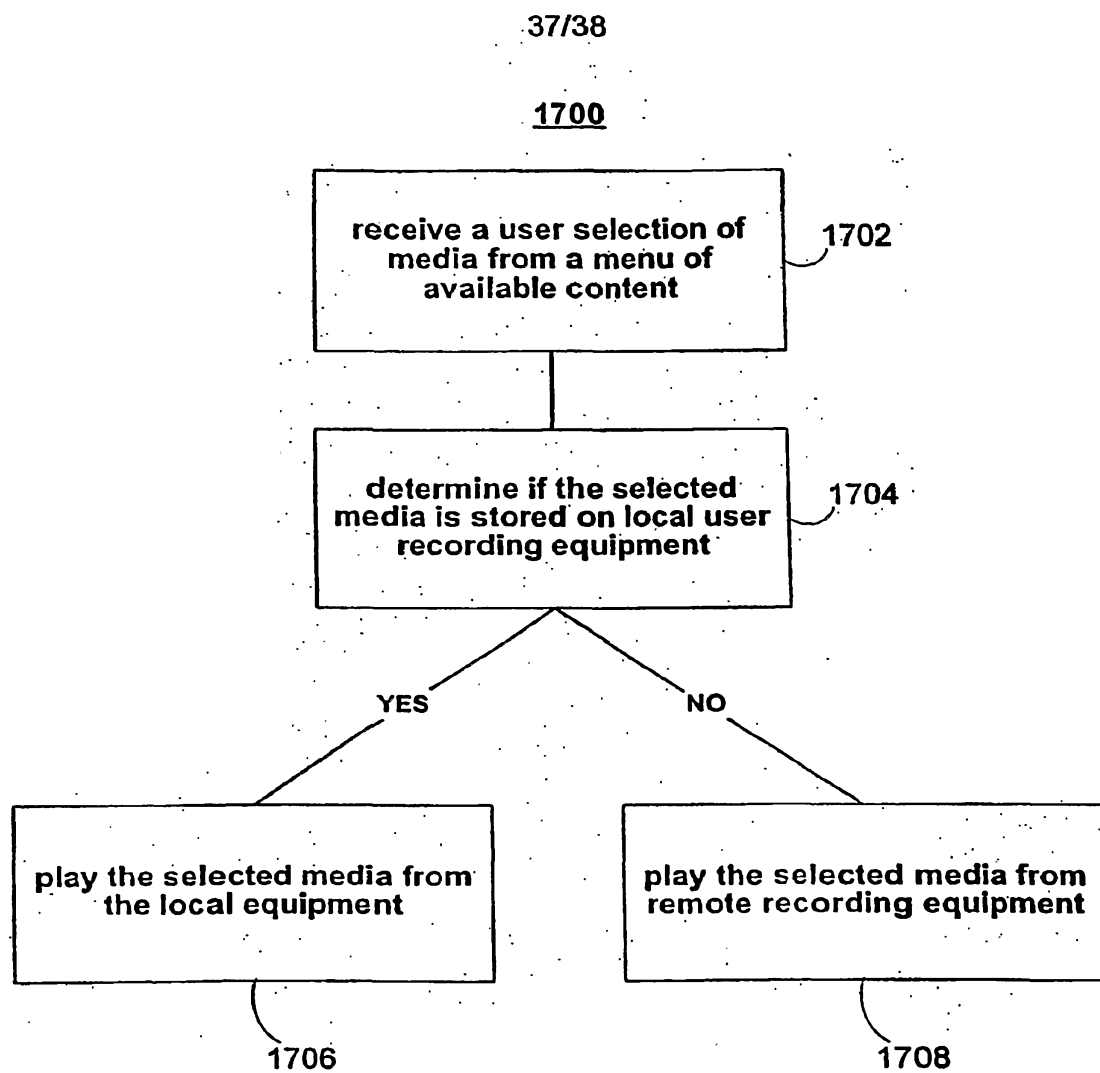 37/38
1700
receive a user selection of
media from a menu of
available content
1702
determine if the selected
media is stored on local user
recording equipment
1704
YES
NO
play the selected media from
the local equipment
play the selected media from
remote recording equipment
1706
1708